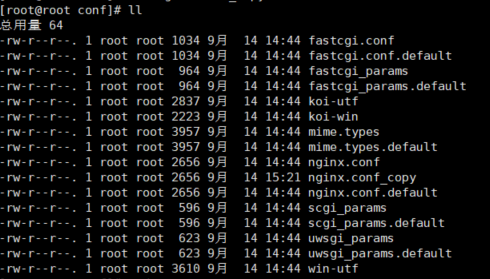 [root@root conf]# ll
总用量 64
-rw-r--r--. 1 root root 1034 9月  14 14:44 fastcgi.conf
-rw-r--r--. 1 root root 1034 9月  14 14:44 fastcgi.conf.default
-rw-r--r--. 1 root root  964 9月  14 14:44 fastcgi_params
-rw-r--r--. 1 root root  964 9月  14 14:44 fastcgi_params.default
-rw-r--r--. 1 root root 2837 9月  14 14:44 koi-utf
-rw-r--r--. 1 root root 2223 9月  14 14:44 koi-win
-rw-r--r--. 1 root root 3957 9月  14 14:44 mime.types
-rw-r--r--. 1 root root 3957 9月  14 14:44 mime.types.default
-rw-r--r--. 1 root root 2656 9月  14 14:44 nginx.conf
-rw-r--r--. 1 root root 2656 9月  14 15:21 nginx.conf_copy
-rw-r--r--. 1 root root 2656 9月  14 14:44 nginx.conf.default
-rw-r--r--. 1 root root  596 9月  14 14:44 scgi_params
-rw-r--r--. 1 root root  596 9月  14 14:44 scgi_params.default
-rw-r--r--. 1 root root  623 9月  14 14:44 uwsgi_params
-rw-r--r--. 1 root root  623 9月  14 14:44 uwsgi_params.default
-rw-r--r--. 1 root root 3610 9月  14 14:44 win-utf